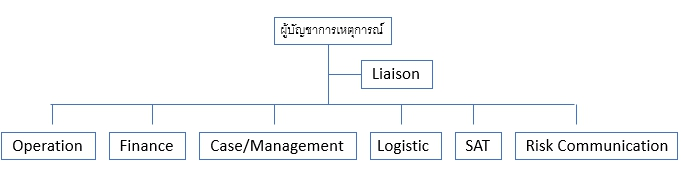 ผู้บัญชาการเหตุการณ์
Liaison
Operation
Finance
Case/Management
Logistic
SAT
Risk Communication